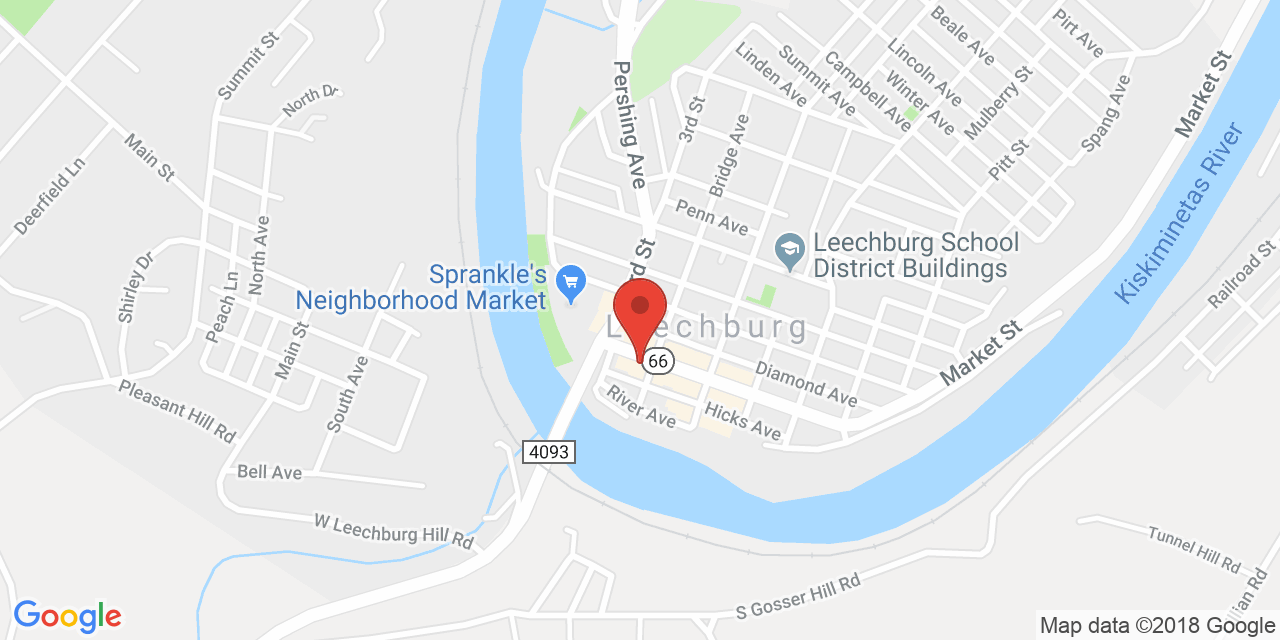 Summit St
North Dr
Main St
Deerfield Ln
North Ave
Shirley Dr
Peach Ln
Main St
South Ave
Pleasant Hill Rd
Bell Ave
W Leechburg Hill Rd
Pershing Ave
3rd St
Bridge Ave
Linden Ave
Summit Ave
Campbell Ave
Winter Ave
Lincoln Ave
Beale Ave
Pirt Ave
Mulberry St
Pitt St
Spang Ave
Market St
Kiskiminetas River
Railroad St
Penn Ave
Leechburg School
District Buildings
Sprankle's
Neighborhood Market
Leechburg
66
Diamond Ave
Market St
River Ave
Hicks Ave
4093
S Gosser Hill Rd
Tunnel Hill Rd
Google
Map data ©2018 Google